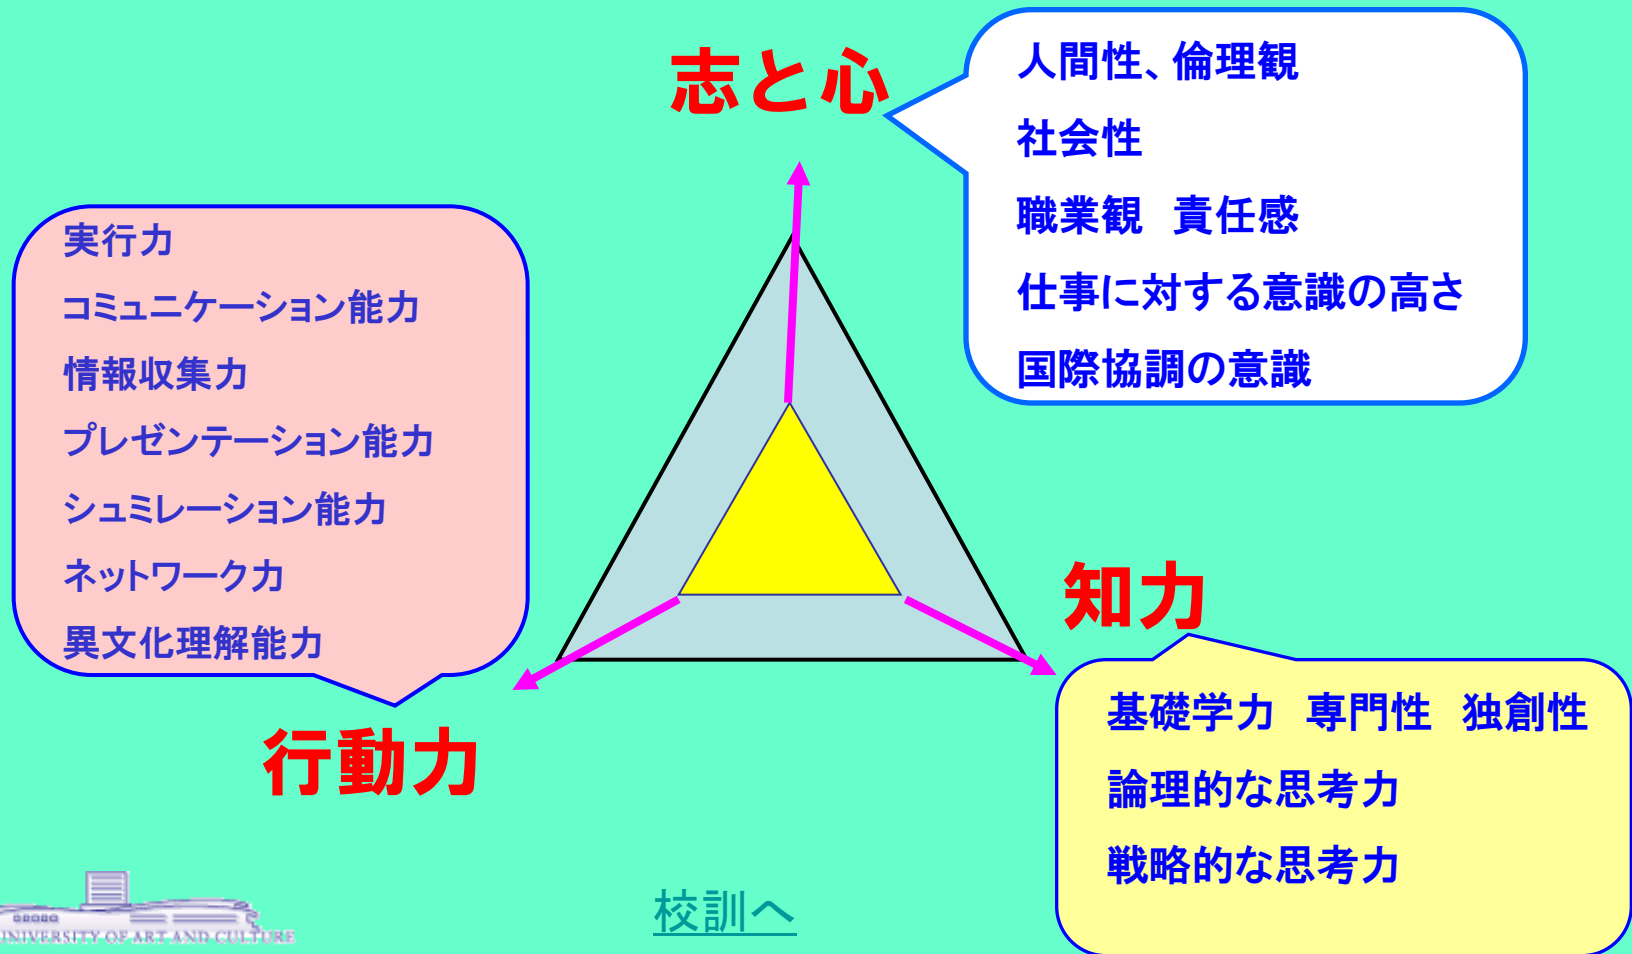 志と心
人間性、倫理観
社会性
職業観　責任感
仕事に対する意識の高さ
国際協調の意識
実行力
コミュニケーション能力
情報収集力
プレゼンテーション能力
シュミレーション能力
ネットワーク力
異文化理解能力
行動力
知力
基礎学力　専門性　独創性
論理的な思考力
戦略的な思考力
校訓へ
UNIVERSITY OF ART AND CULTURE